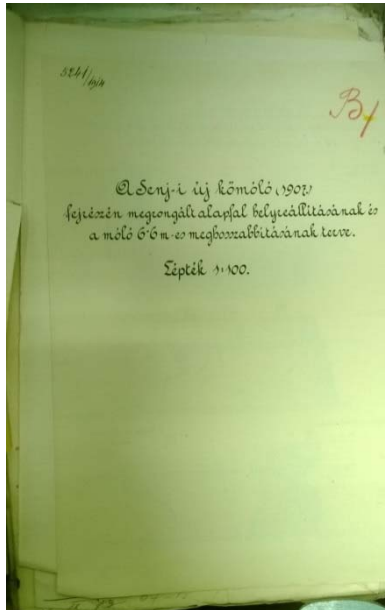 5241/1914
B/
A Senj-i új kőmóló (1907)
fejrészén megrongált alapfal helyreállításának és
a móló 6·6 m-es meghosszabbításának terve.
Lépték 1:100.